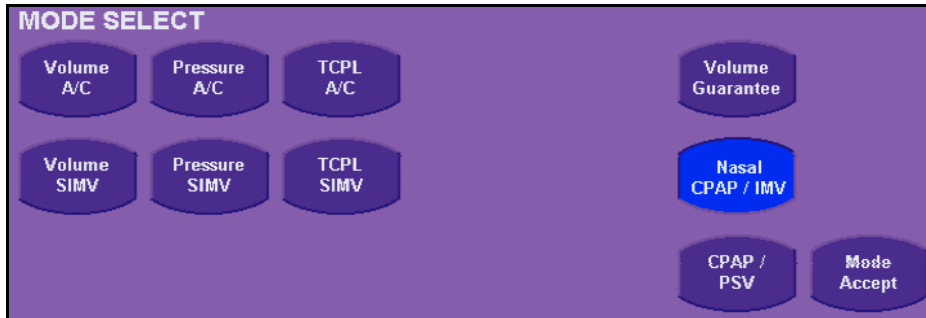 MODE SELECT
Volume
A/C
Pressure
A/C
TCPL
A/C
Volume
Guarantee
Volume
SIMV
Pressure
SIMV
TCPL
SIMV
Nasal
CPAP / IMV
CPAP /
PSV
Mode
Accept